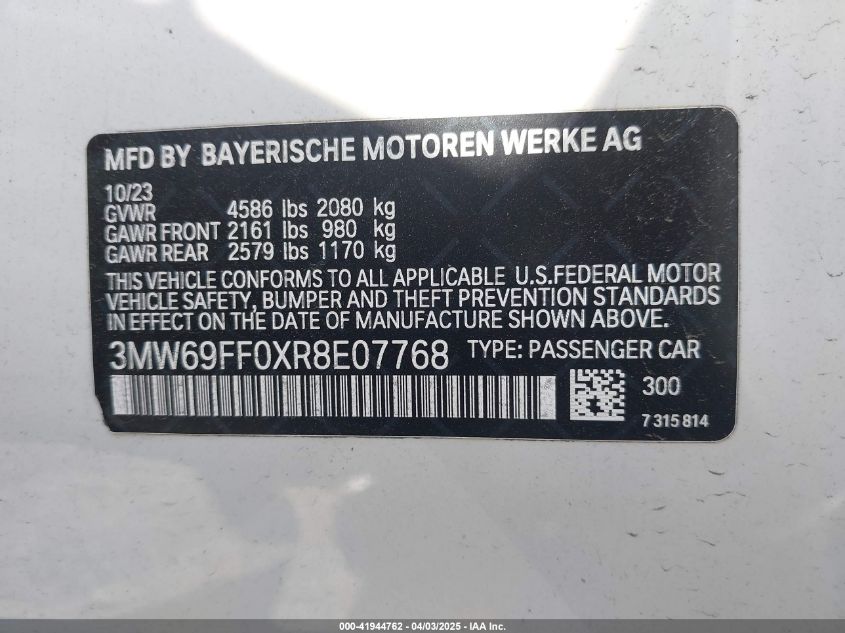 MFD BY BAYERISCHE MOTOREN WERKE AG
10/23
GVWR 4586 lbs 2080 kg
GAWR FRONT 2161 lbs 980 kg
GAWR REAR 2579 lbs 1170 kg
THIS VEHICLE CONFORMS TO ALL APPLICABLE U.S.FEDERAL MOTOR
VEHICLE SAFETY, BUMPER AND THEFT PREVENTION STANDARDS
IN EFFECT ON THE DATE OF MANUFACTURE SHOWN ABOVE.
3MW69FF0XR8E07768 TYPE: PASSENGER CAR
300
7 315 814
000-41944762 - 04/03/2025 - IAA Inc.